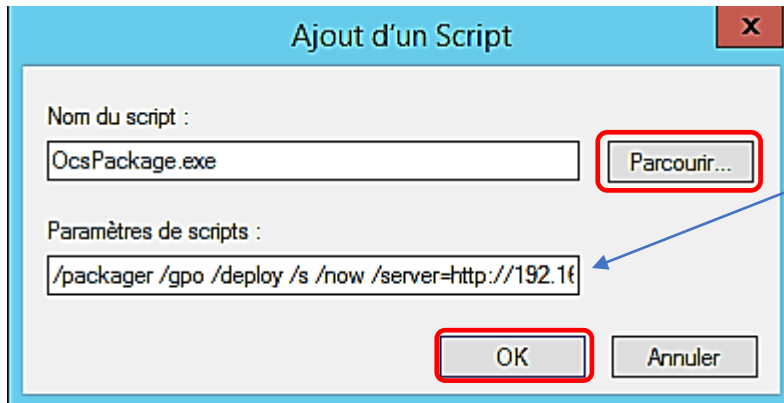 Ajout d'un Script
x
Nom du script :
OcsPackage.exe
Parcourir...
Paramètres de scripts :
/packager /gpo /deploy /s /now /server=http://192.16
OK
Annuler